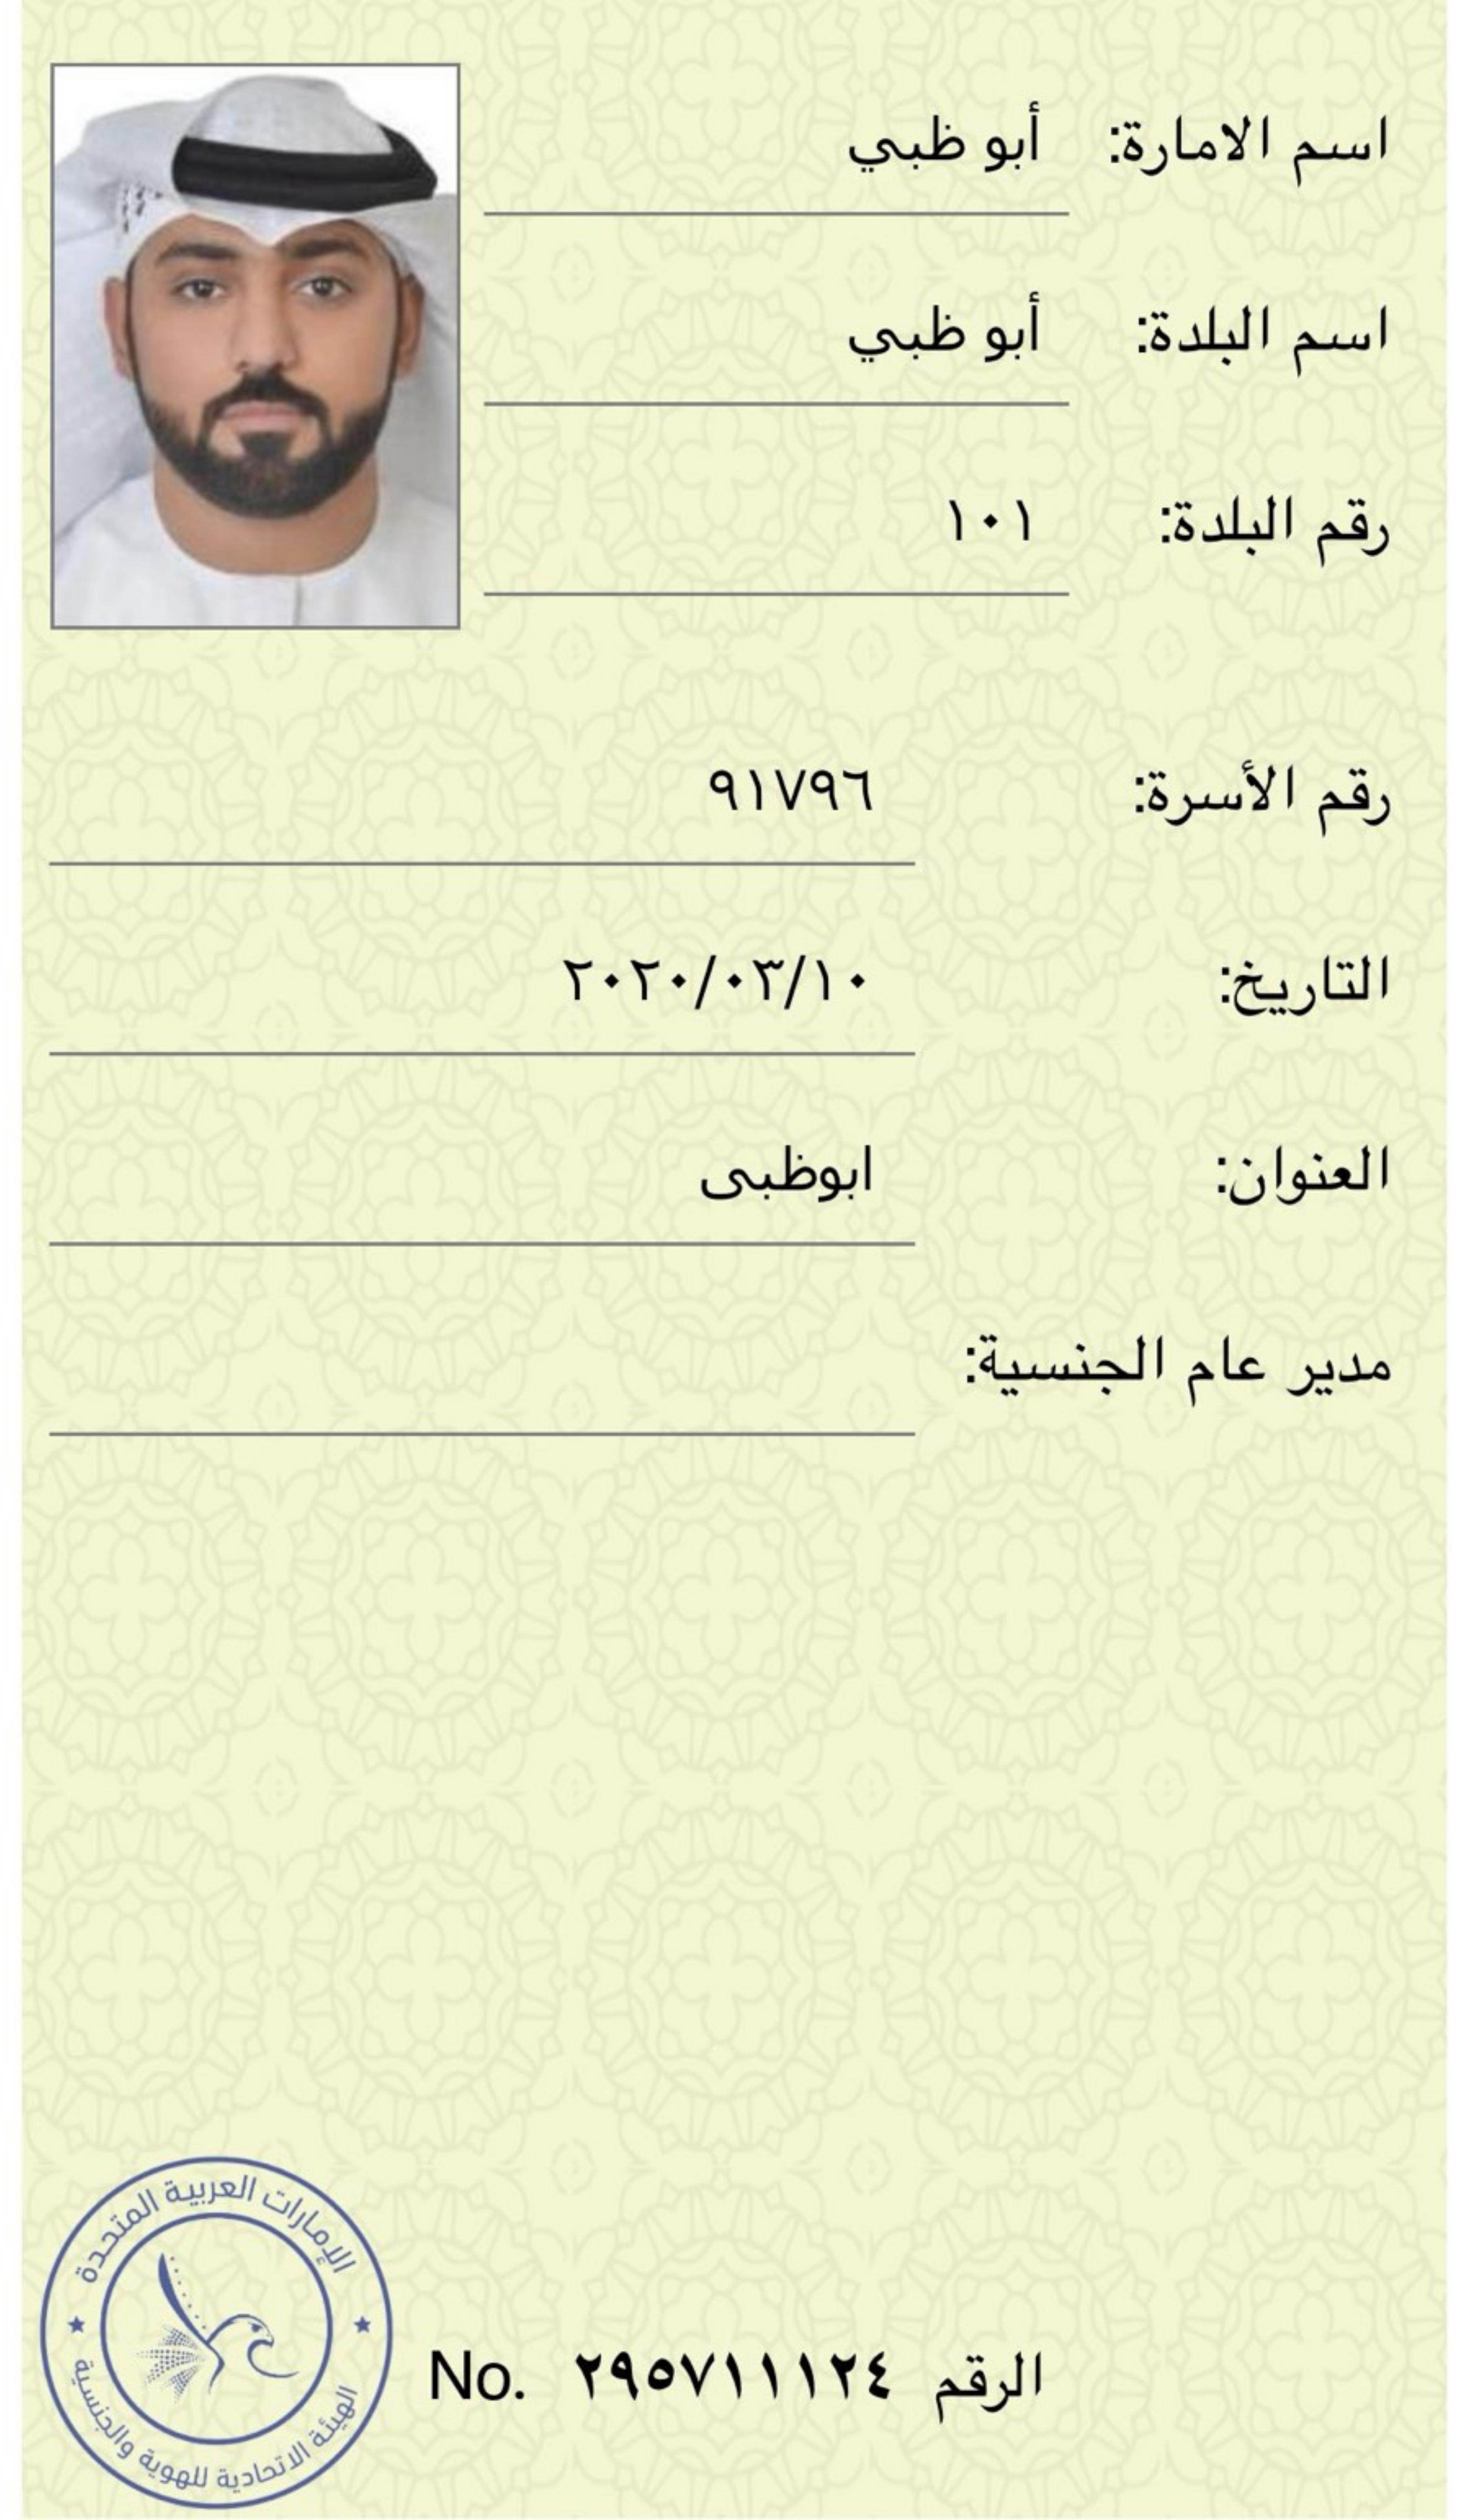 اسم الامارة: أبو ظبي
اسم البلدة: أبو ظبي
رقم البلدة: ١٠١
رقم الأسرة: ٩١٧٩٦
التاريخ: ٢٠٢٠/٠٣/١٠
العنوان: ابوظبى
مدير عام الجنسية:
الإمارات العربية المتحدة
الهيئة الاتحادية للهوية والجنسية
الرقم ٢٩٥٧١١١٢٤ No.